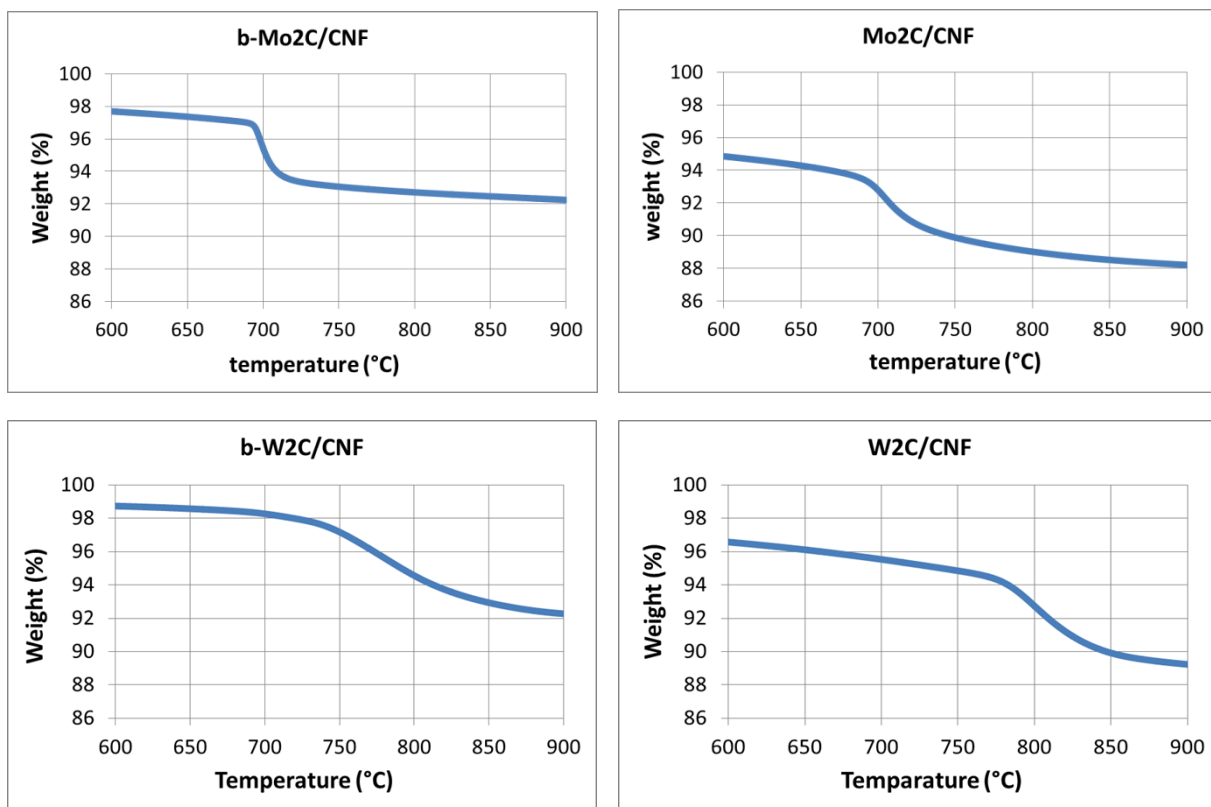 b-Mo2C/CNF
Weight (%)
100
98
96
94
92
90
88
86
600 650 700 750 800 850 900
temperature (°C)
Mo2C/CNF
weight (%)
100
98
96
94
92
90
88
86
600 650 700 750 800 850 900
temperature (°C)
b-W2C/CNF
Weight (%)
100
98
96
94
92
90
88
86
600 650 700 750 800 850 900
Temperature (°C)
W2C/CNF
Weight (%)
100
98
96
94
92
90
88
86
600 650 700 750 800 850 900
Temparature (°C)